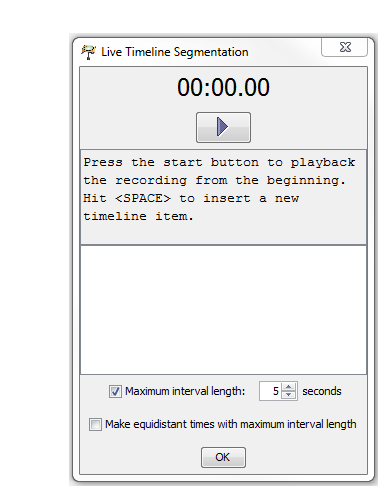 Live Timeline Segmentation
00:00.00
Press the start button to playback
the recording from the beginning.
Hit <SPACE> to insert a new
timeline item.
Maximum interval length: 5 seconds
Make equidistant times with maximum interval length
OK